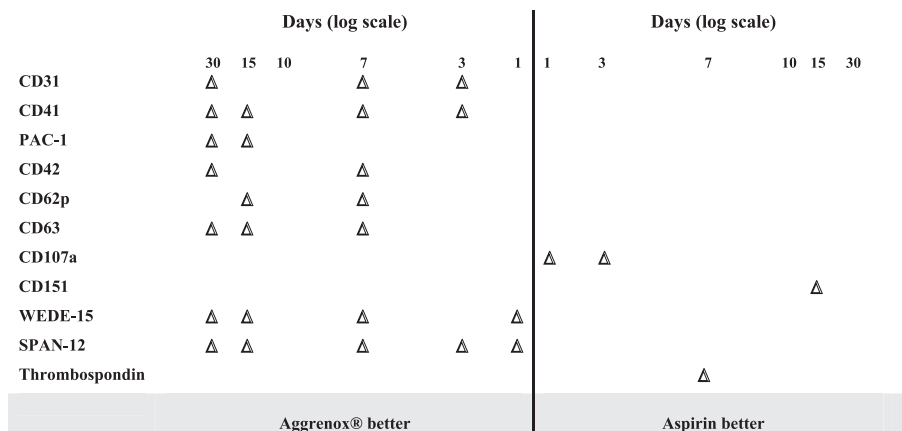 Days (log scale) Days (log scale)
30 15 10 7 3 1 1 3 7 10 15 30
CD31
CD41
PAC-1
CD42
CD62p
CD63
CD107a
CD151
WEDE-15
SPAN-12
Thrombospondin
Aggrenox® better Aspirin better